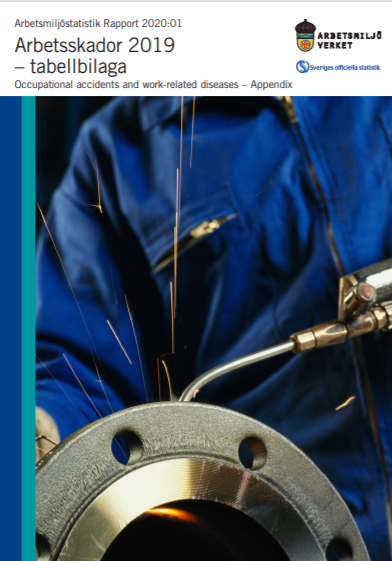 Arbetsmiljöstatistik Rapport 2020:01
Arbetsskador 2019
– tabellbilaga
Occupational accidents and work-related diseases – Appendix
ARBETSMILJÖ
VERKET
Sveriges officiella statistik